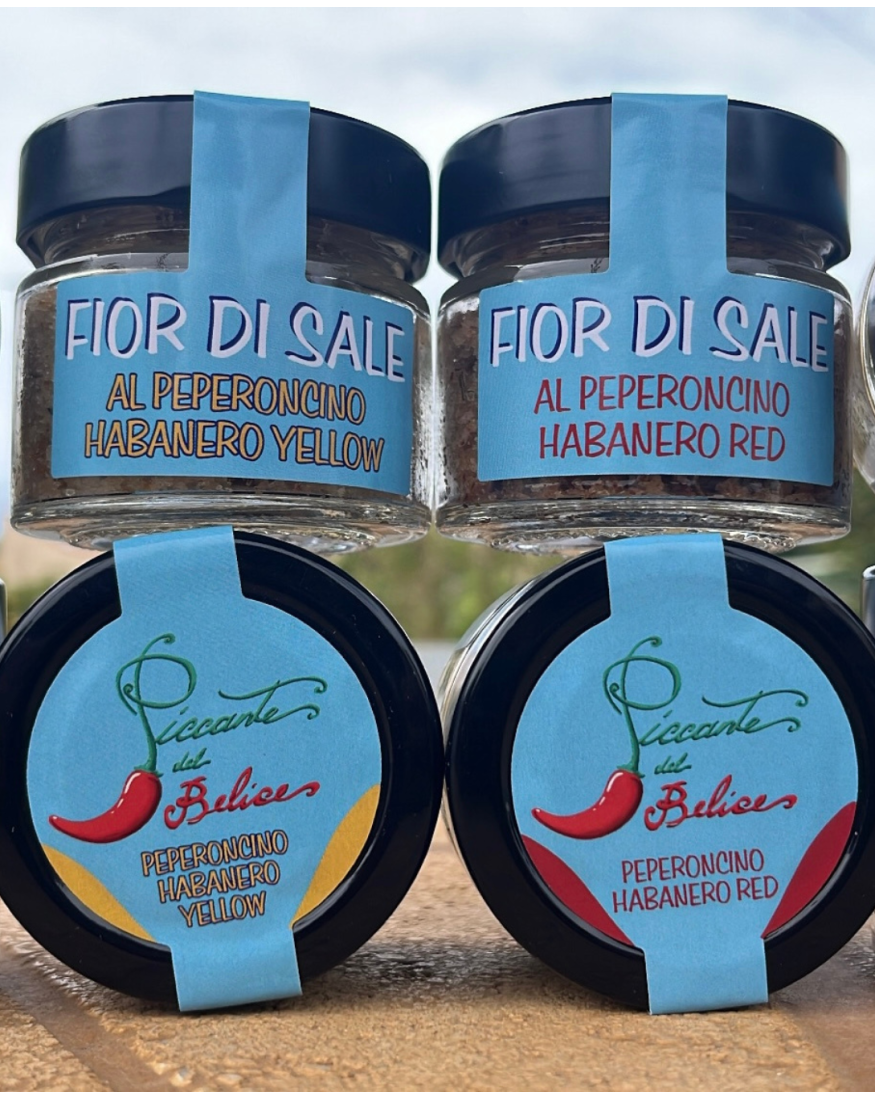 FIOR DI SALE
AL PEPERONCINO
HABANERO YELLOW
FIOR DI SALE
AL PEPERONCINO
HABANERO RED
Piccante
del
Belice
PEPERONCINO
HABANERO
YELLOW
Piccante
del
Belice
PEPERONCINO
HABANERO RED